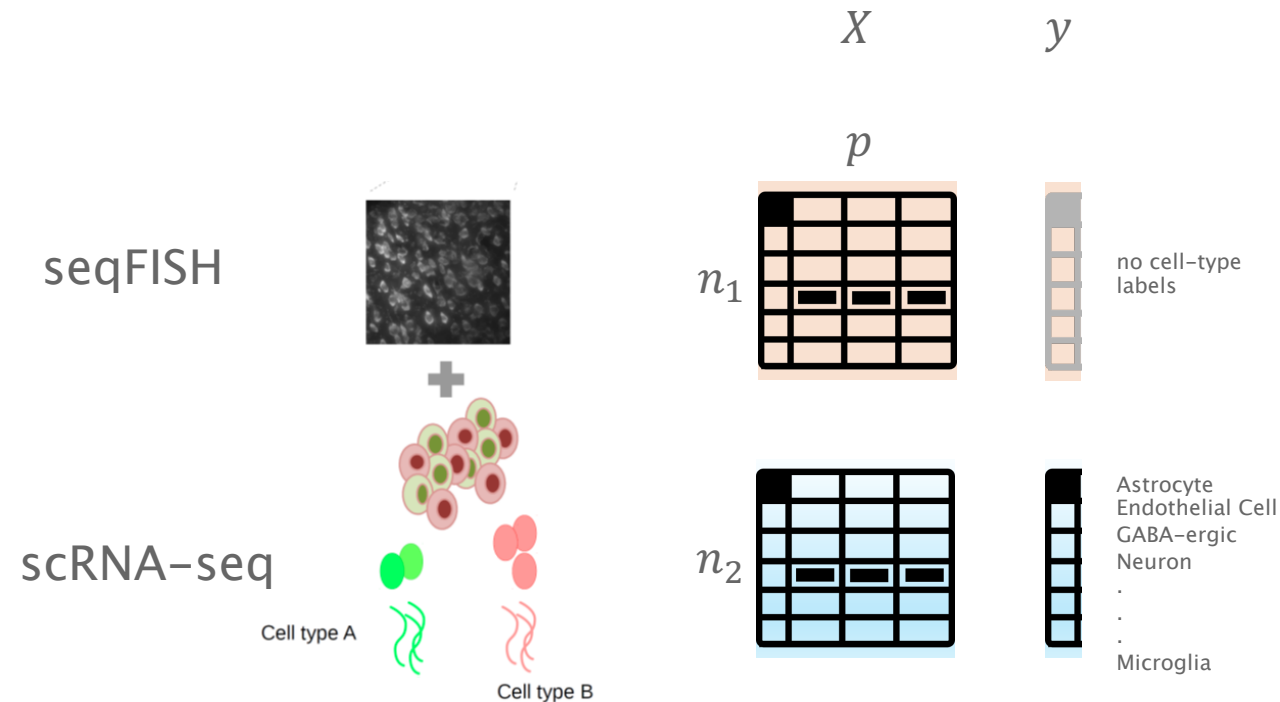 X y
p
seqFISH
n₁
no cell-type
labels
scRNA-seq
n₂
Astrocyte
Endothelial Cell
GABA-ergic
Neuron
.
.
.
Microglia
Cell type A
Cell type B